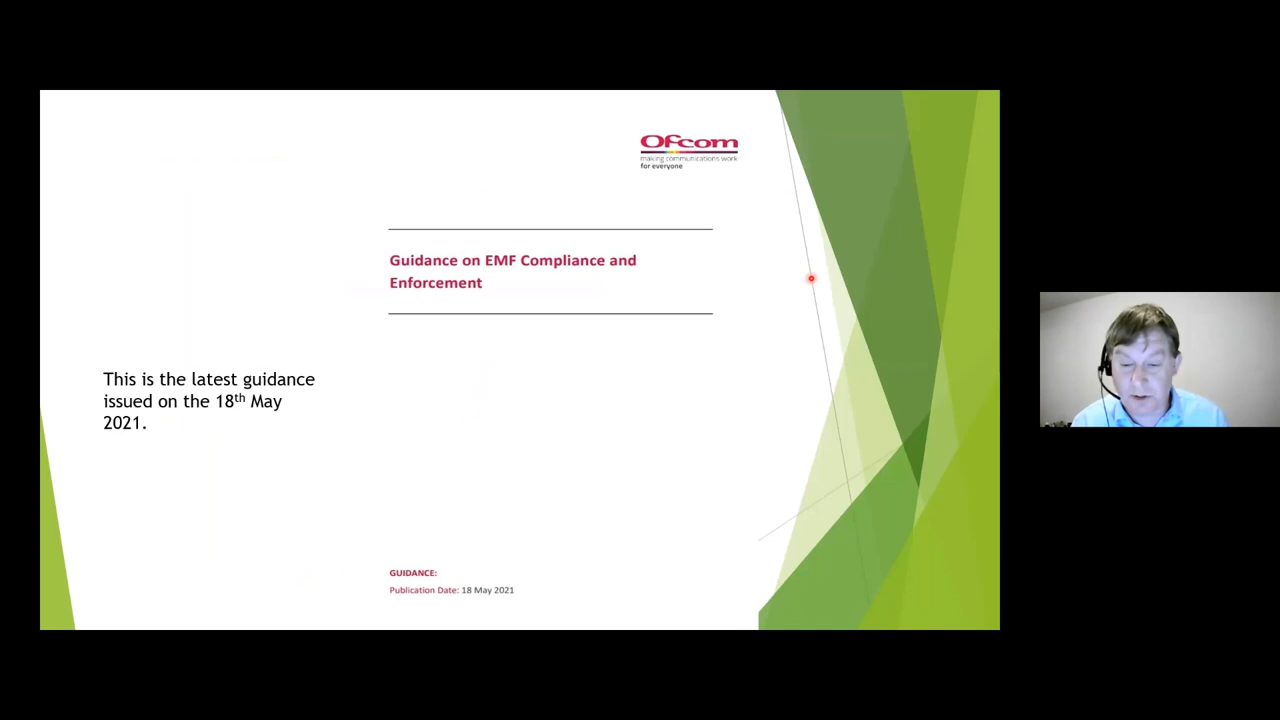 Ofcom
making communications work
for everyone
Guidance on EMF Compliance and
Enforcement
This is the latest guidance
issued on the 18th May
2021.
GUIDANCE:
Publication Date: 18 May 2021